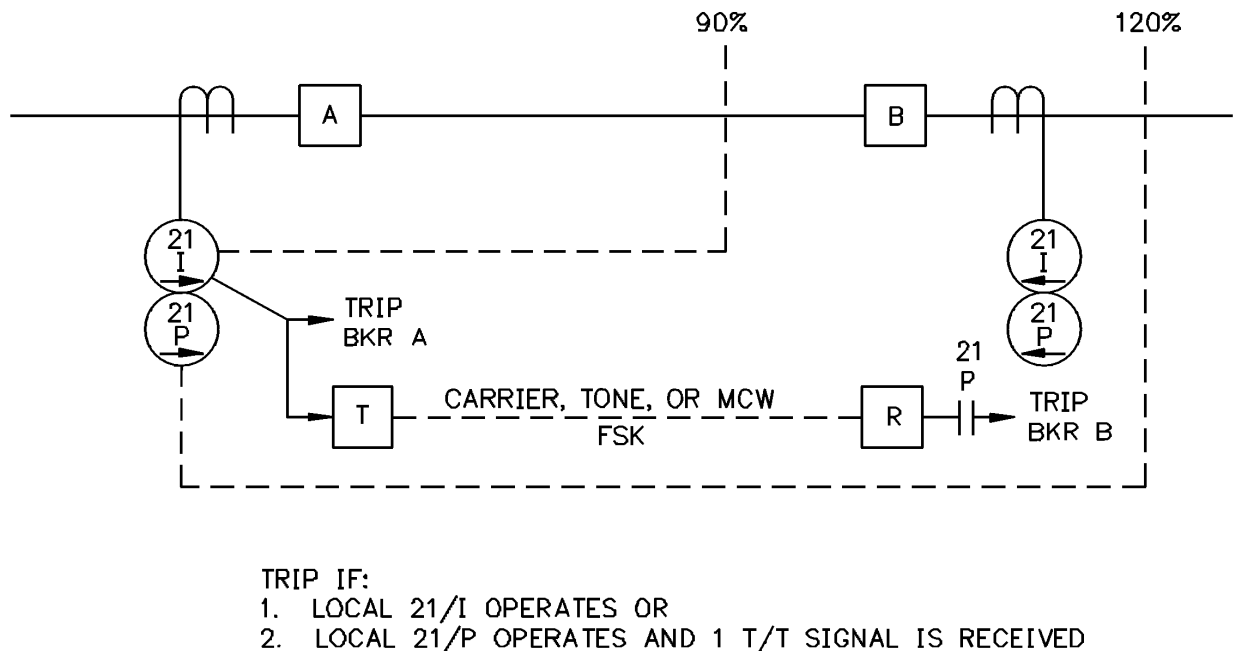 90%
120%
A
B
21
I
21
P
21
I
21
P
TRIP
BKR A
21
P
T
CARRIER, TONE, OR MCW
FSK
R
TRIP
BKR B
TRIP IF:
1. LOCAL 21/I OPERATES OR
2. LOCAL 21/P OPERATES AND 1 T/T SIGNAL IS RECEIVED